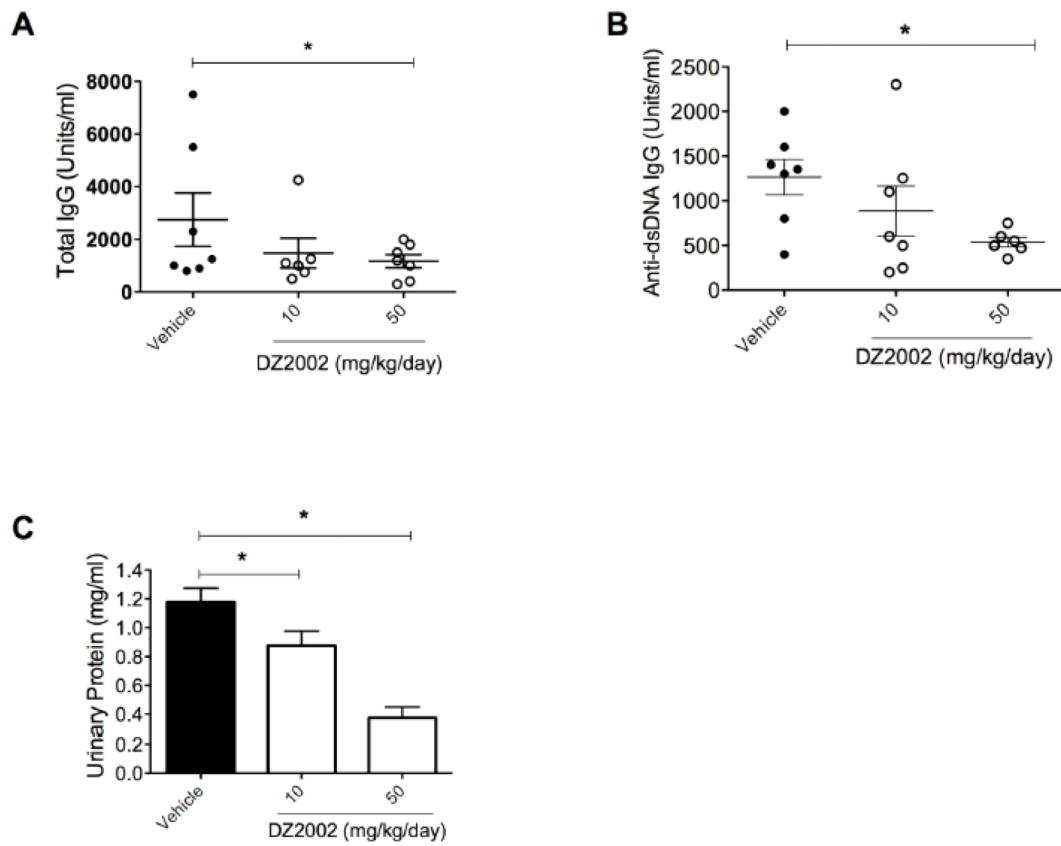 A
*
Total IgG (Units/ml)
8000
6000
4000
2000
0
Vehicle
10
50
DZ2002 (mg/kg/day)
B
*
Anti-dsDNA IgG (Units/ml)
2500
2000
1500
1000
500
0
Vehicle
10
50
DZ2002 (mg/kg/day)
C
*
*
Urinary Protein (mg/ml)
1.4
1.2
1.0
0.8
0.6
0.4
0.2
0.0
Vehicle
10
50
DZ2002 (mg/kg/day)